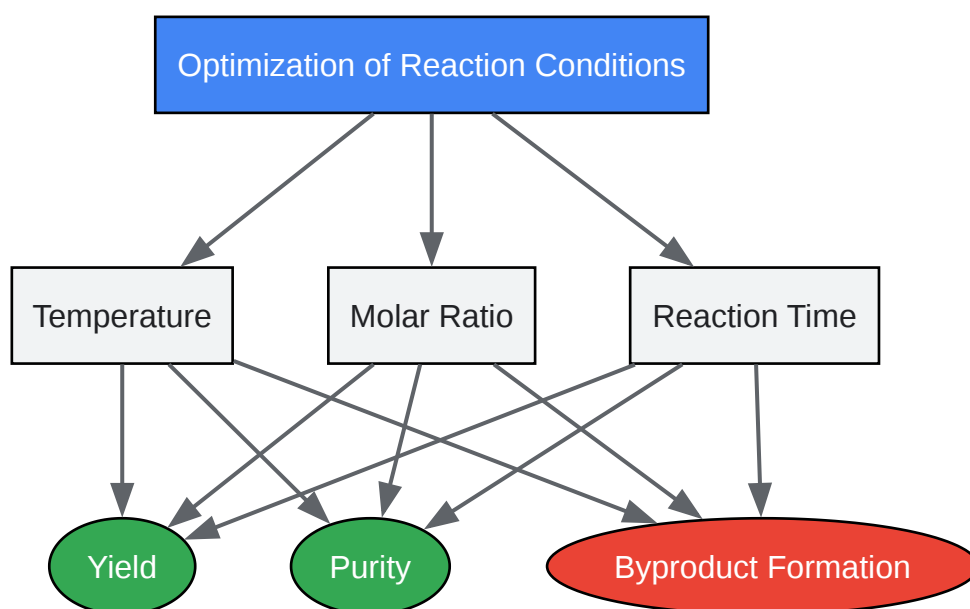 Optimization of Reaction Conditions
Temperature
Molar Ratio
Reaction Time
Yield
Purity
Byproduct Formation